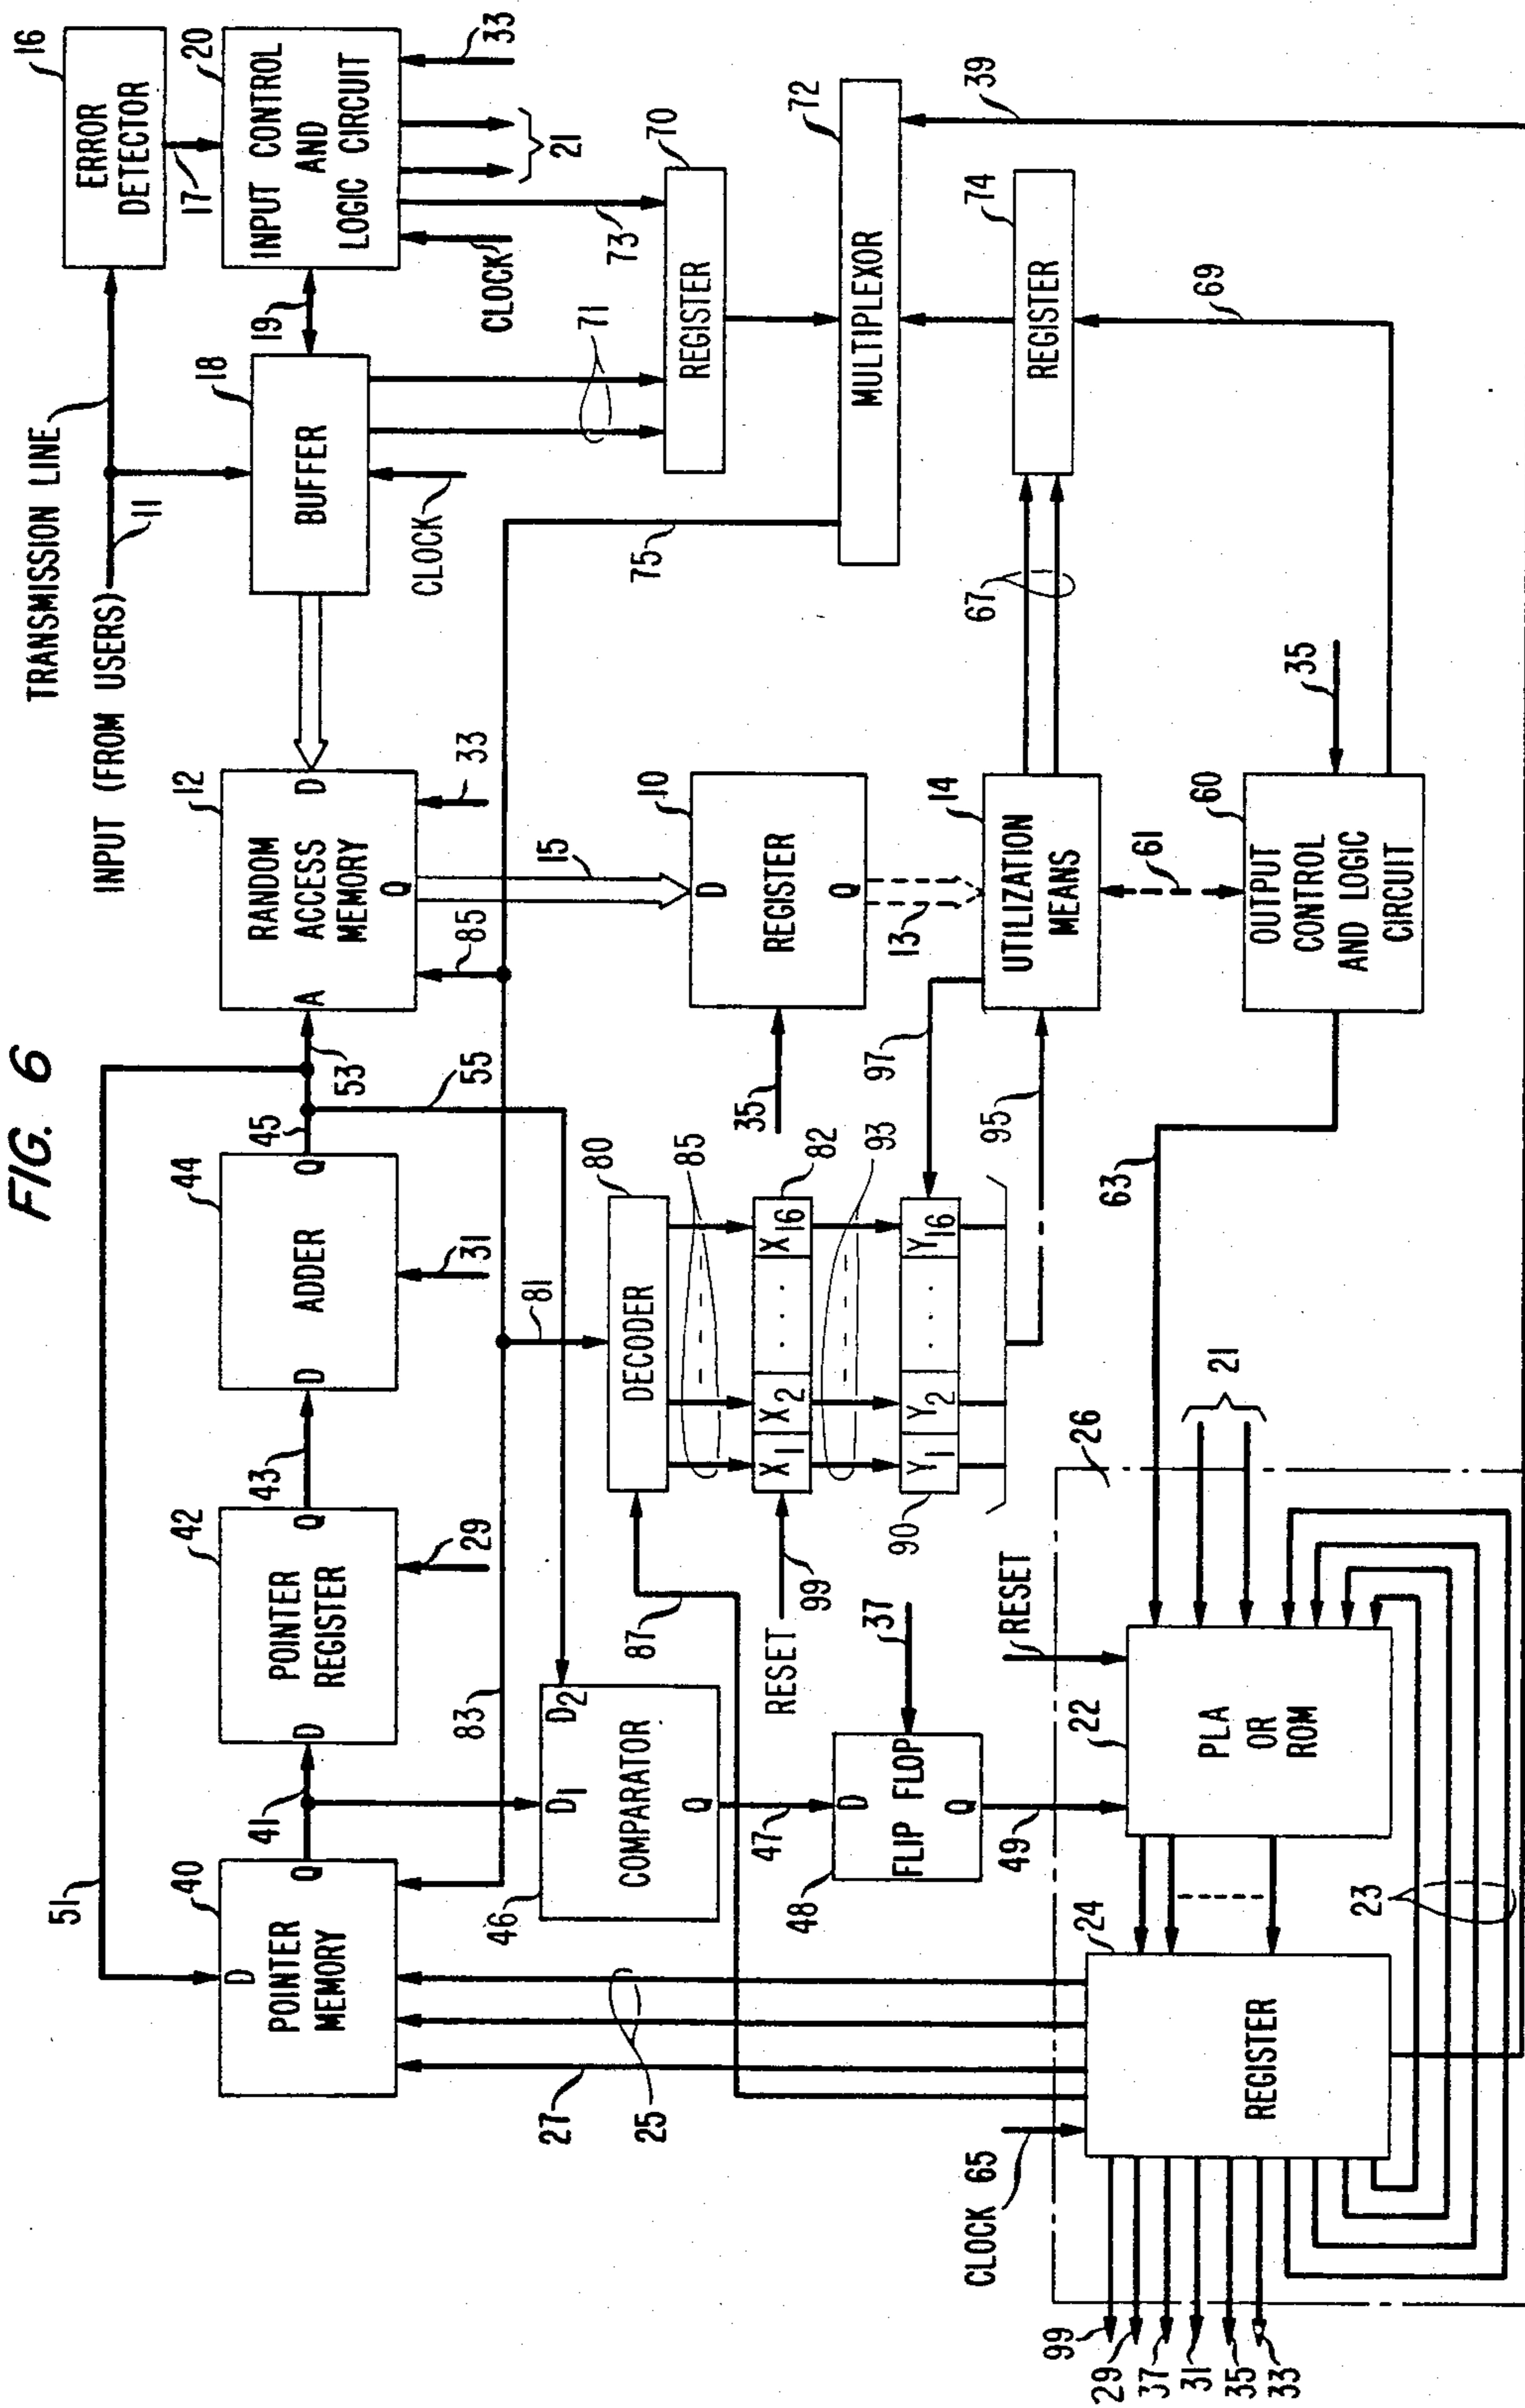 FIG. 6
TRANSMISSION LINE
INPUT (FROM USERS)
11
16
ERROR
DETECTOR
17
20
INPUT CONTROL
AND
LOGIC CIRCUIT
33
21
73
CLOCK
19
18
BUFFER
CLOCK
71
70
REGISTER
72
MULTIPLEXOR
39
74
REGISTER
69
75
67
12
RANDOM
ACCESS
MEMORY
D
A
Q
33
85
15
10
D
REGISTER
Q
35
13
14
UTILIZATION
MEANS
97
95
61
60
OUTPUT
CONTROL
AND LOGIC
CIRCUIT
35
63
53
45
55
51
44
ADDER
D
Q
31
43
42
POINTER
REGISTER
D
Q
29
41
40
POINTER
MEMORY
D
Q
83
81
80
DECODER
85
82
X1
X2
. . .
X16
93
90
Y1
Y2
. . .
Y16
87
RESET
99
46
COMPARATOR
D1
D2
Q
47
48
FLIP FLOP
D
Q
37
49
RESET
26
21
22
PLA
OR
ROM
23
24
REGISTER
25
27
CLOCK 65
99
29
37
31
35
33